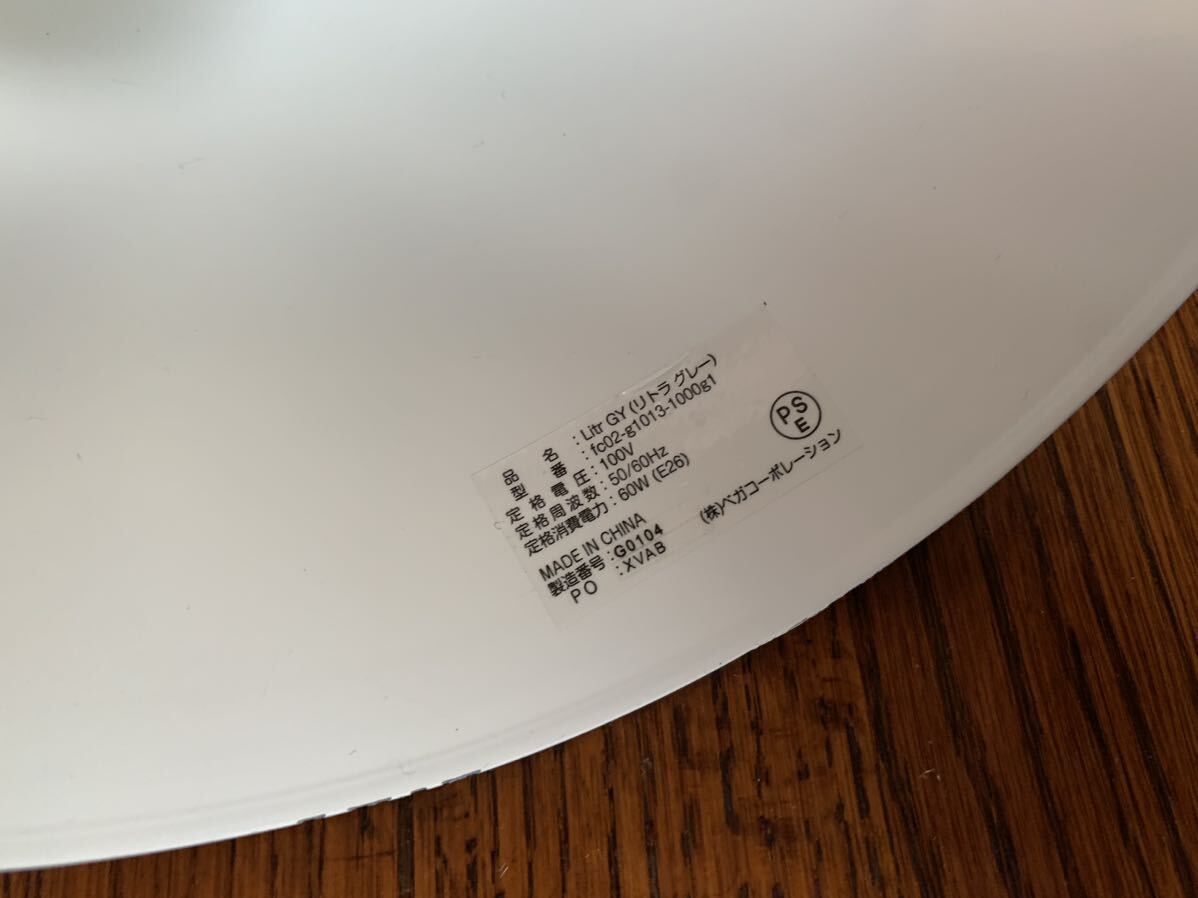 品名：Litr GY (リトラ グレー)
型番：fc02-g1013-1000g1
定格電圧：100V
定格周波数：50/60Hz
定格消費電力：60W (E26)
PSE
MADE IN CHINA
(株)ベガコーポレーション
製造番号：G0104
PO：XVAB